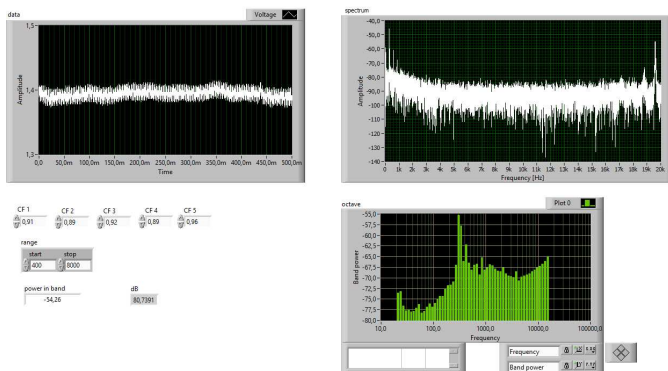 data
Voltage
1,5
1,4
1,3
Amplitude
0,0 50,0m 100,0m 150,0m 200,0m 250,0m 300,0m 350,0m 400,0m 450,0m 500,0m
Time
spectrum
-40,0
-50,0
-60,0
-70,0
-80,0
-90,0
-100
-110
-120
-130
-140
Amplitude
0 1k 2k 3k 4k 5k 6k 7k 8k 9k 10k 11k 12k 13k 14k 15k 16k 17k 18k 19k 20k
Frequency [Hz]
CF 1 CF 2 CF 3 CF 4 CF 5
0,91 0,89 0,92 0,89 0,96
range
start stop
400 8000
power in band dB
-54,26 80,7391
octave
Plot 0
-55,0
-57,5
-60,0
-62,5
-65,0
-67,5
-70,0
-72,5
-75,0
-77,5
-80,0
Band power
10,0 100,0 1000,0 10000,0 100000,0
Frequency
Frequency
Band power